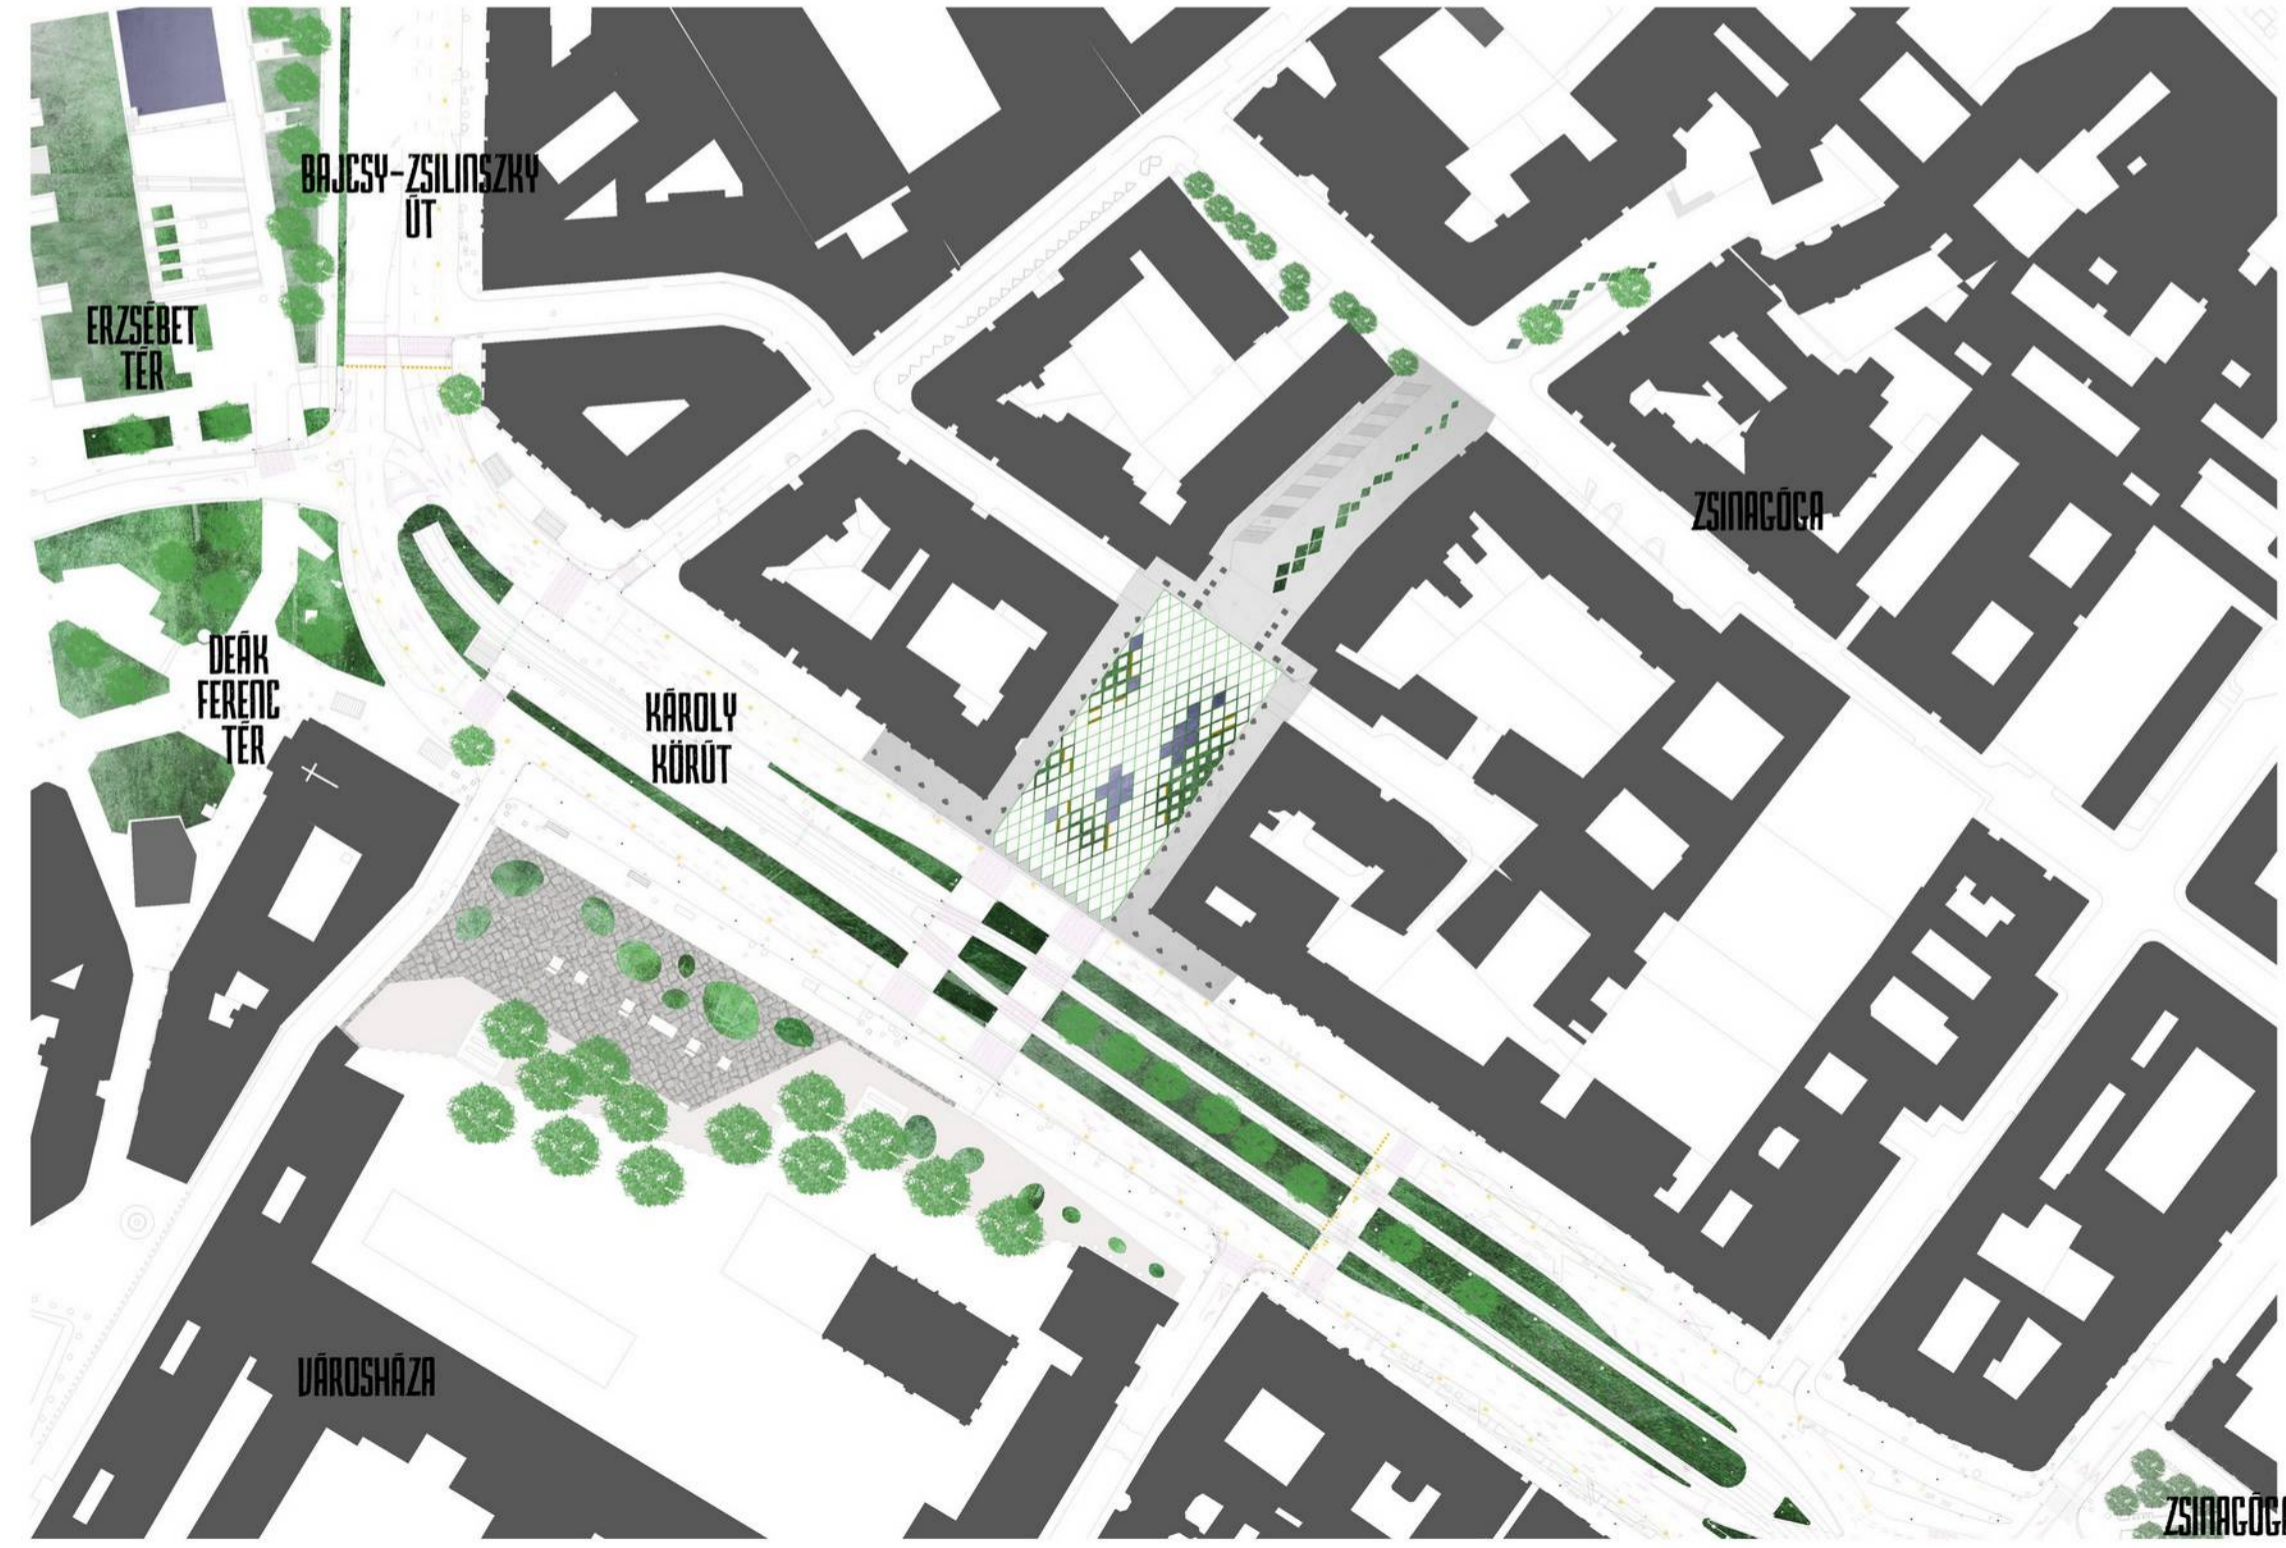 BAJCSY-ZSILINSZKY
ÚT
ERZSÉBET
TÉR
ZSINAGÓGA
DEÁK
FERENC
TÉR
KÁROLY
KÖRÚT
VÁROSHÁZA
ZSINAGÓGA